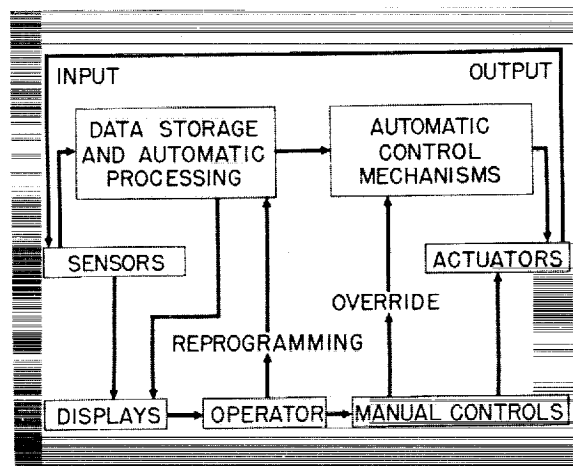 INPUT
OUTPUT
DATA STORAGE
AND AUTOMATIC
PROCESSING
AUTOMATIC
CONTROL
MECHANISMS
SENSORS
ACTUATORS
OVERRIDE
REPROGRAMMING
DISPLAYS
OPERATOR
MANUAL CONTROLS